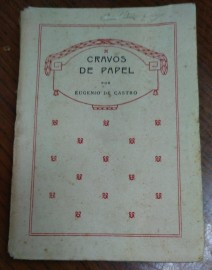 CRAVOS
DE PAPEL
POR
EUGENIO DE CASTRO